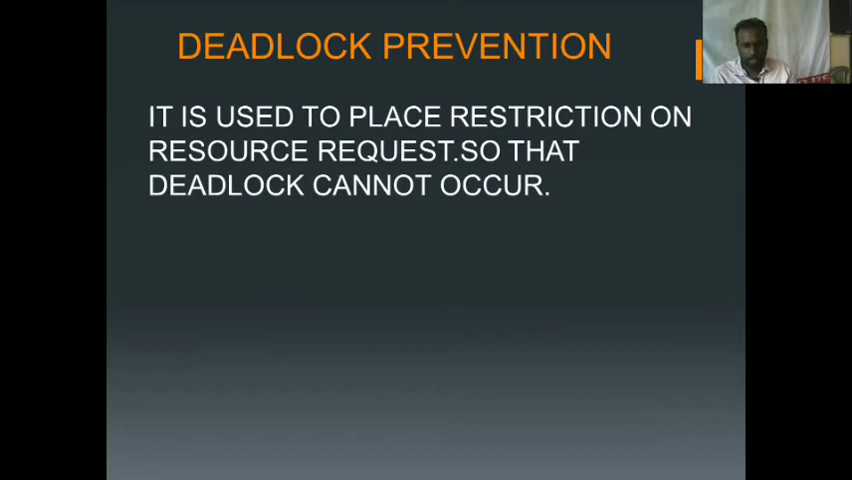 DEADLOCK PREVENTION
IT IS USED TO PLACE RESTRICTION ON
RESOURCE REQUEST.SO THAT
DEADLOCK CANNOT OCCUR.